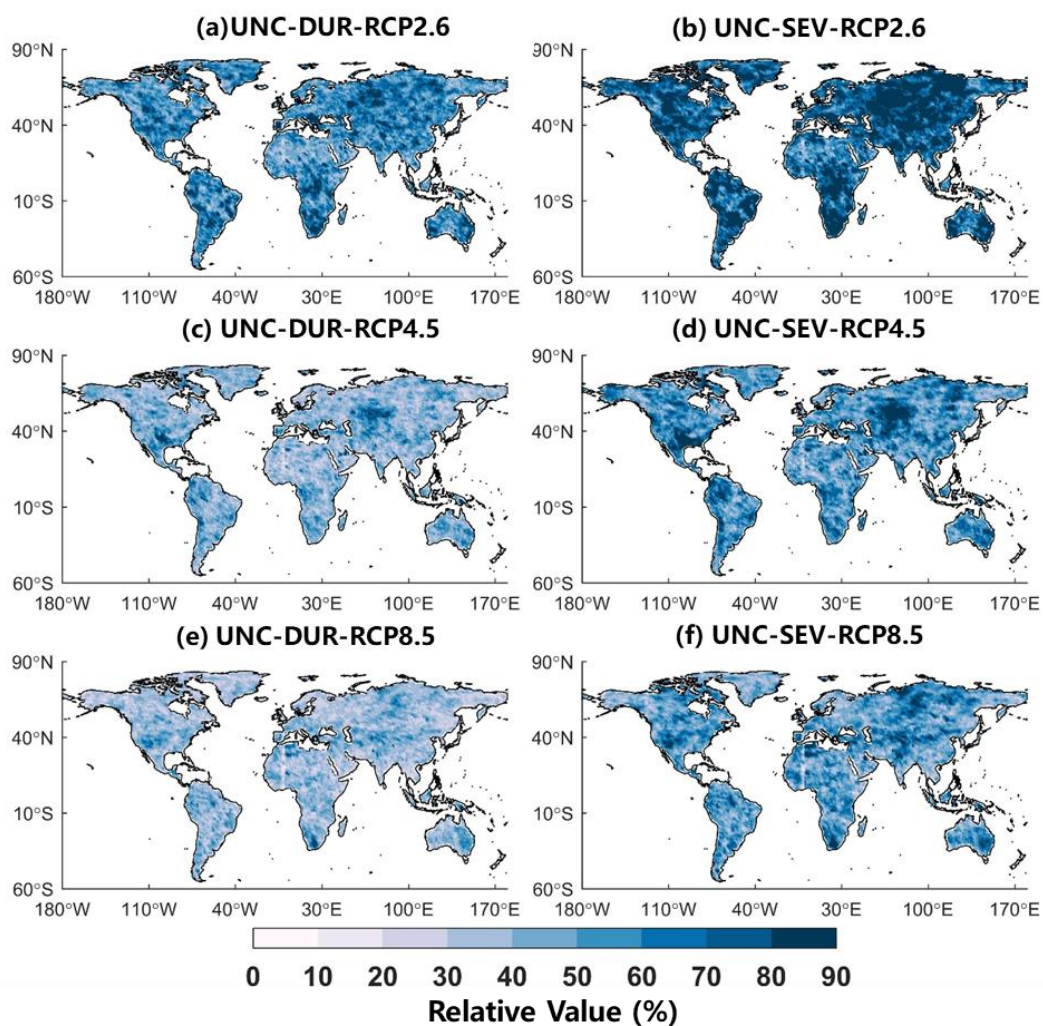 (a)UNC-DUR-RCP2.6 (b) UNC-SEV-RCP2.6
90°N 90°N
40°N 40°N
10°S 10°S
60°S 60°S
180°W 110°W 40°W 30°E 100°E 170°E 180°W 110°W 40°W 30°E 100°E 170°E
(c) UNC-DUR-RCP4.5 (d) UNC-SEV-RCP4.5
90°N 90°N
40°N 40°N
10°S 10°S
60°S 60°S
180°W 110°W 40°W 30°E 100°E 170°E 180°W 110°W 40°W 30°E 100°E 170°E
(e) UNC-DUR-RCP8.5 (f) UNC-SEV-RCP8.5
90°N 90°N
40°N 40°N
10°S 10°S
60°S 60°S
180°W 110°W 40°W 30°E 100°E 170°E 180°W 110°W 40°W 30°E 100°E 170°E
0 10 20 30 40 50 60 70 80 90
Relative Value (%)